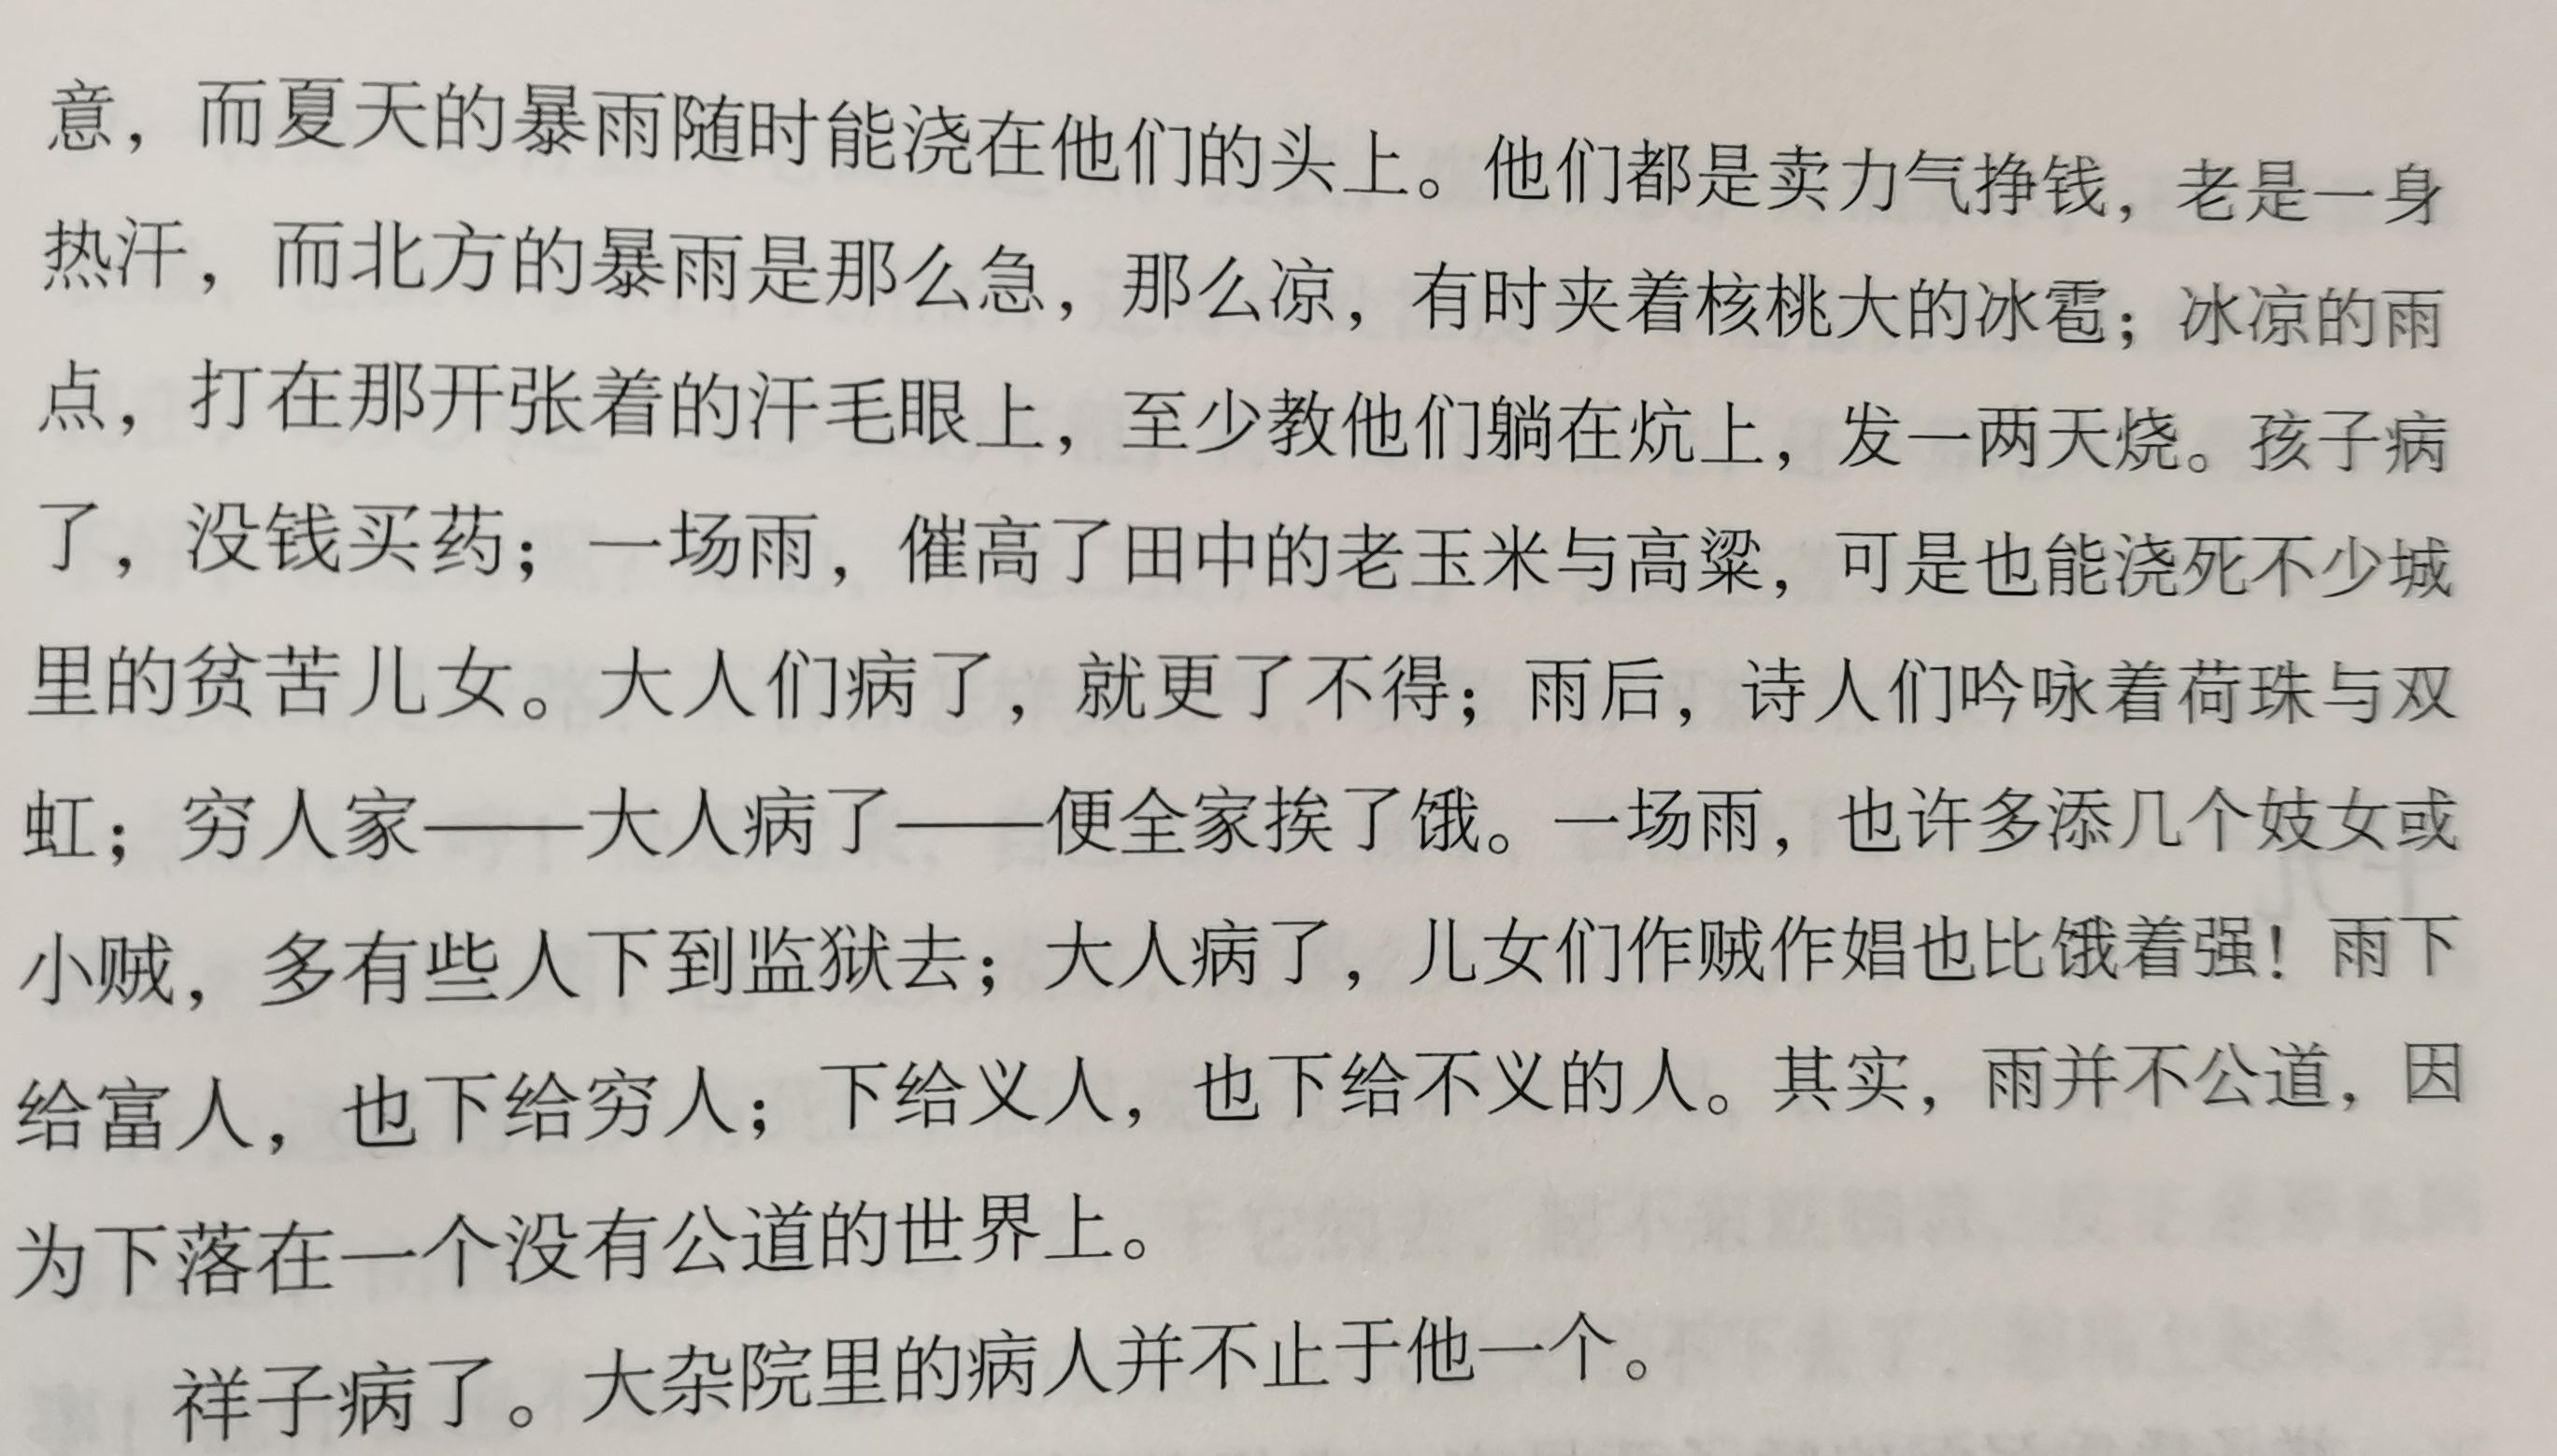 意，而夏天的暴雨随时能浇在他们的头上。他们都是卖力气挣钱，老是一身
热汗，而北方的暴雨是那么急，那么凉，有时夹着核桃大的冰雹；冰凉的雨
点，打在那开张着的汗毛眼上，至少教他们躺在炕上，发一两天烧。孩子病
了，没钱买药；一场雨，催高了田中的老玉米与高粱，可是也能浇死不少城
里的贫苦儿女。大人们病了，就更了不得；雨后，诗人们吟咏着荷珠与双
虹；穷人家——大人病了——便全家挨了饿。一场雨，也许多添几个妓女或
小贼，多有些人下到监狱去；大人病了，儿女们作贼作娼也比饿着强！雨下
给富人，也下给穷人；下给义人，也下给不义的人。其实，雨并不公道，因
为下落在一个没有公道的世界上。
祥子病了。大杂院里的病人并不止于他一个。